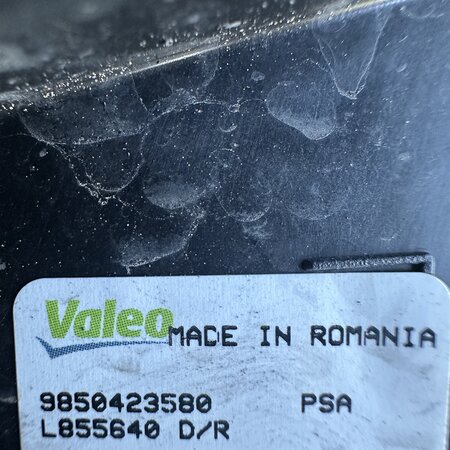 Valeo MADE IN ROMANIA
9850423580 PSA
L855640 D/R